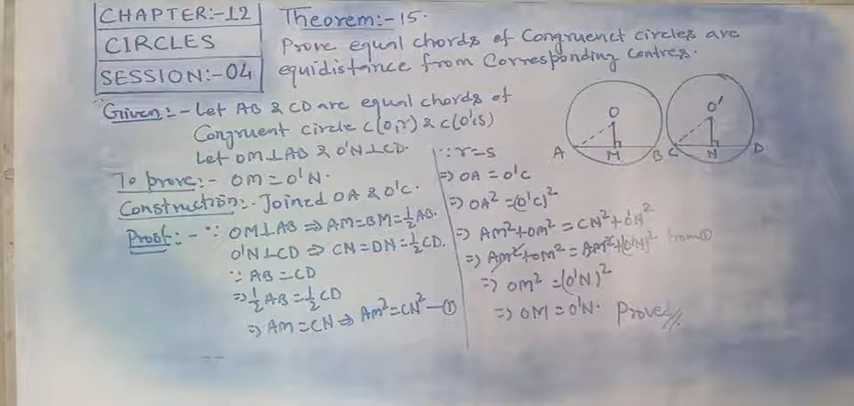 CHAPTER:-12
CIRCLES
SESSION:-04
Theorem:-15.
Prove equal chords of Congruenct circles are
equidistance from Corresponding centres.
Given:- Let AB & CD are equal chords of
Congruent circle C(O,r) & C(O's)
Let OM⊥AB & O'N⊥CD.
To prove:- OM=O'N.
Construction:- Joined OA & O'C.
Proof:- ∵ OM⊥AB ⇒ AM=BM=½AB.
O'N⊥CD ⇒ CN=DN=½CD.
∵ AB=CD
⇒½AB=½CD
⇒ AM=CN ⇒ AM²=CN² —①
∵ r=s
⇒ OA=O'C
⇒ OA²=(O'C)²
⇒ AM²+OM²=CN²+O'N²
⇒ AM²+OM²=AM²+(O'N)² from①
⇒ OM²=(O'N)²
⇒ OM=O'N. Proved
O O'
A M B C N D